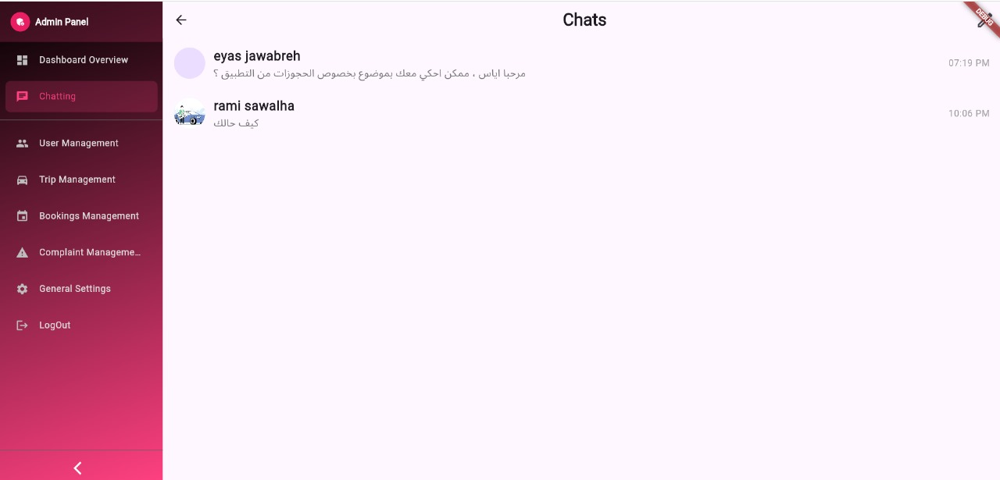 Admin Panel
Chats
DEBUG
Dashboard Overview
eyas jawabreh
07:19 PM
مرحبا اياس ، ممكن احكي معك بموضوع بخصوص الحجوزات من التطبيق ؟
Chatting
rami sawalha
10:06 PM
كيف حالك
User Management
Trip Management
Bookings Management
Complaint Manageme...
General Settings
LogOut